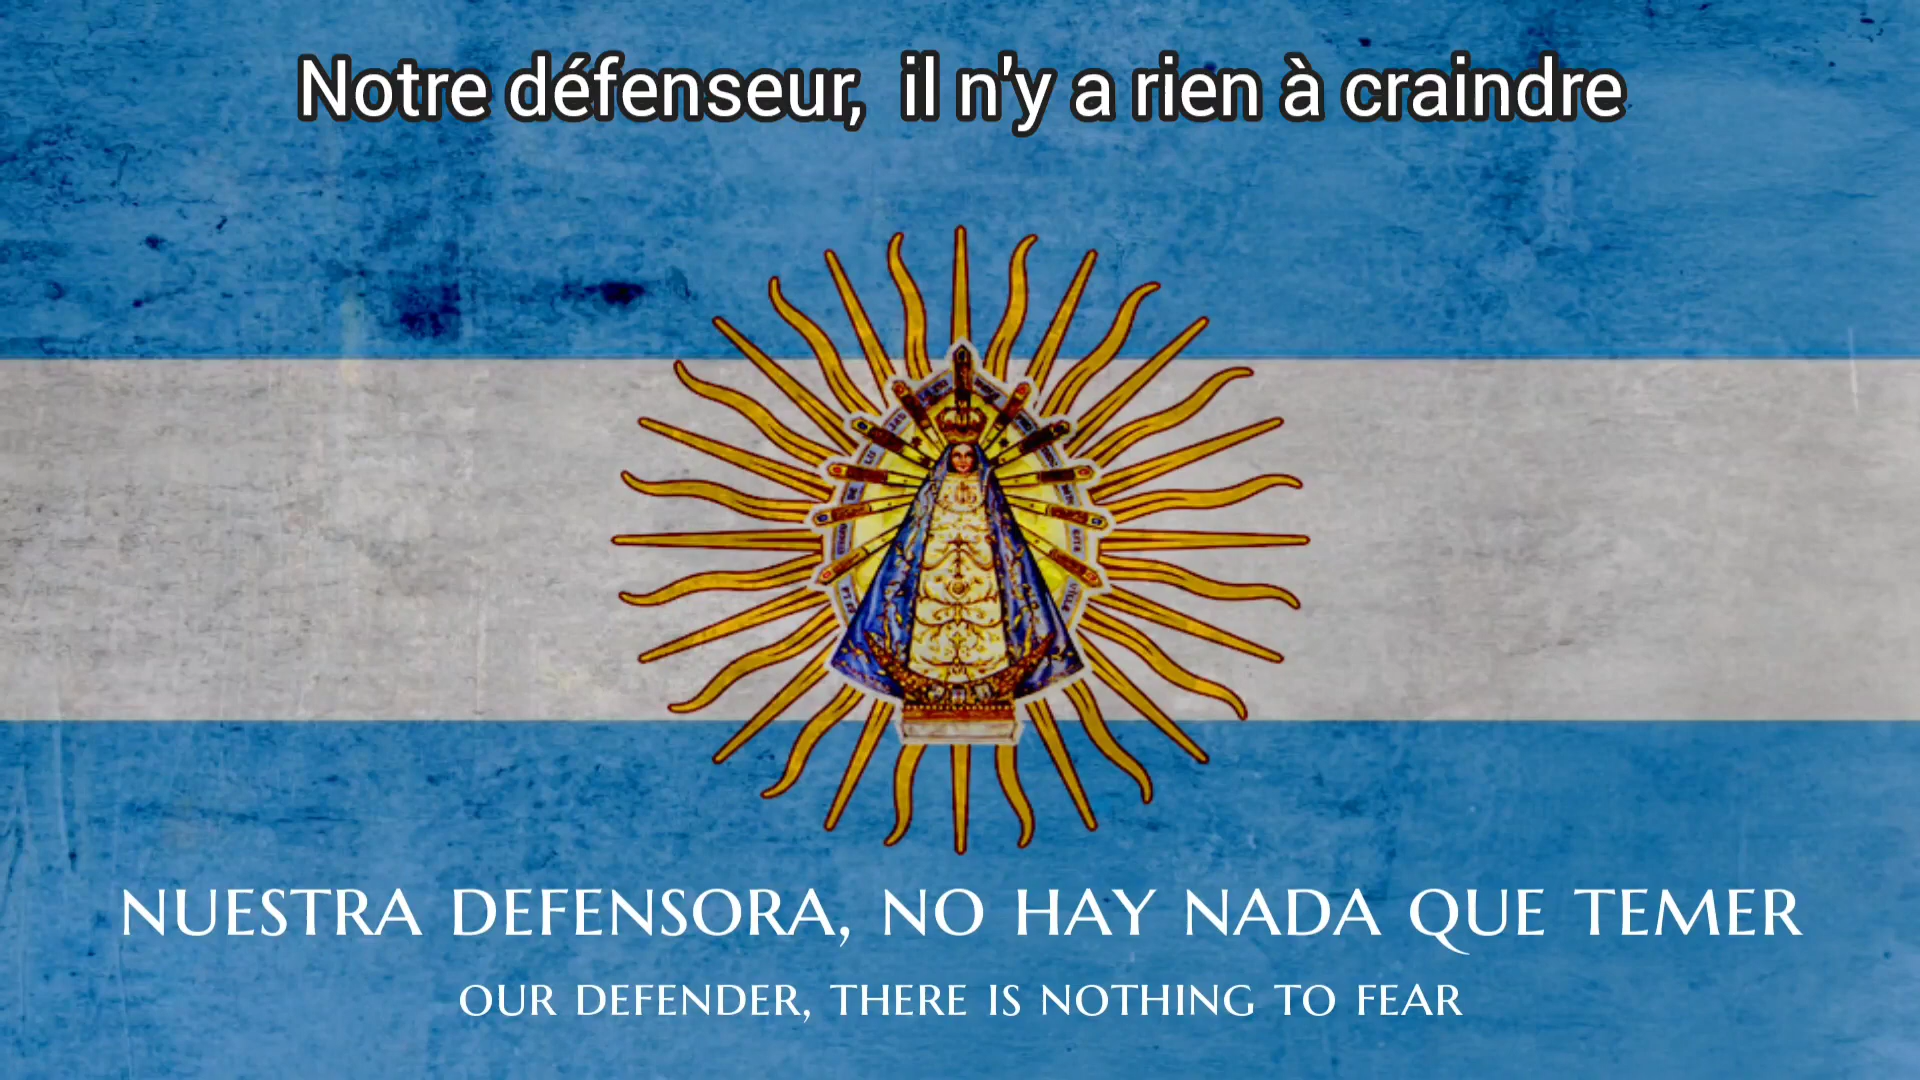 Notre défenseur, il n'y a rien à craindre
NUESTRA DEFENSORA, NO HAY NADA QUE TEMER
OUR DEFENDER, THERE IS NOTHING TO FEAR